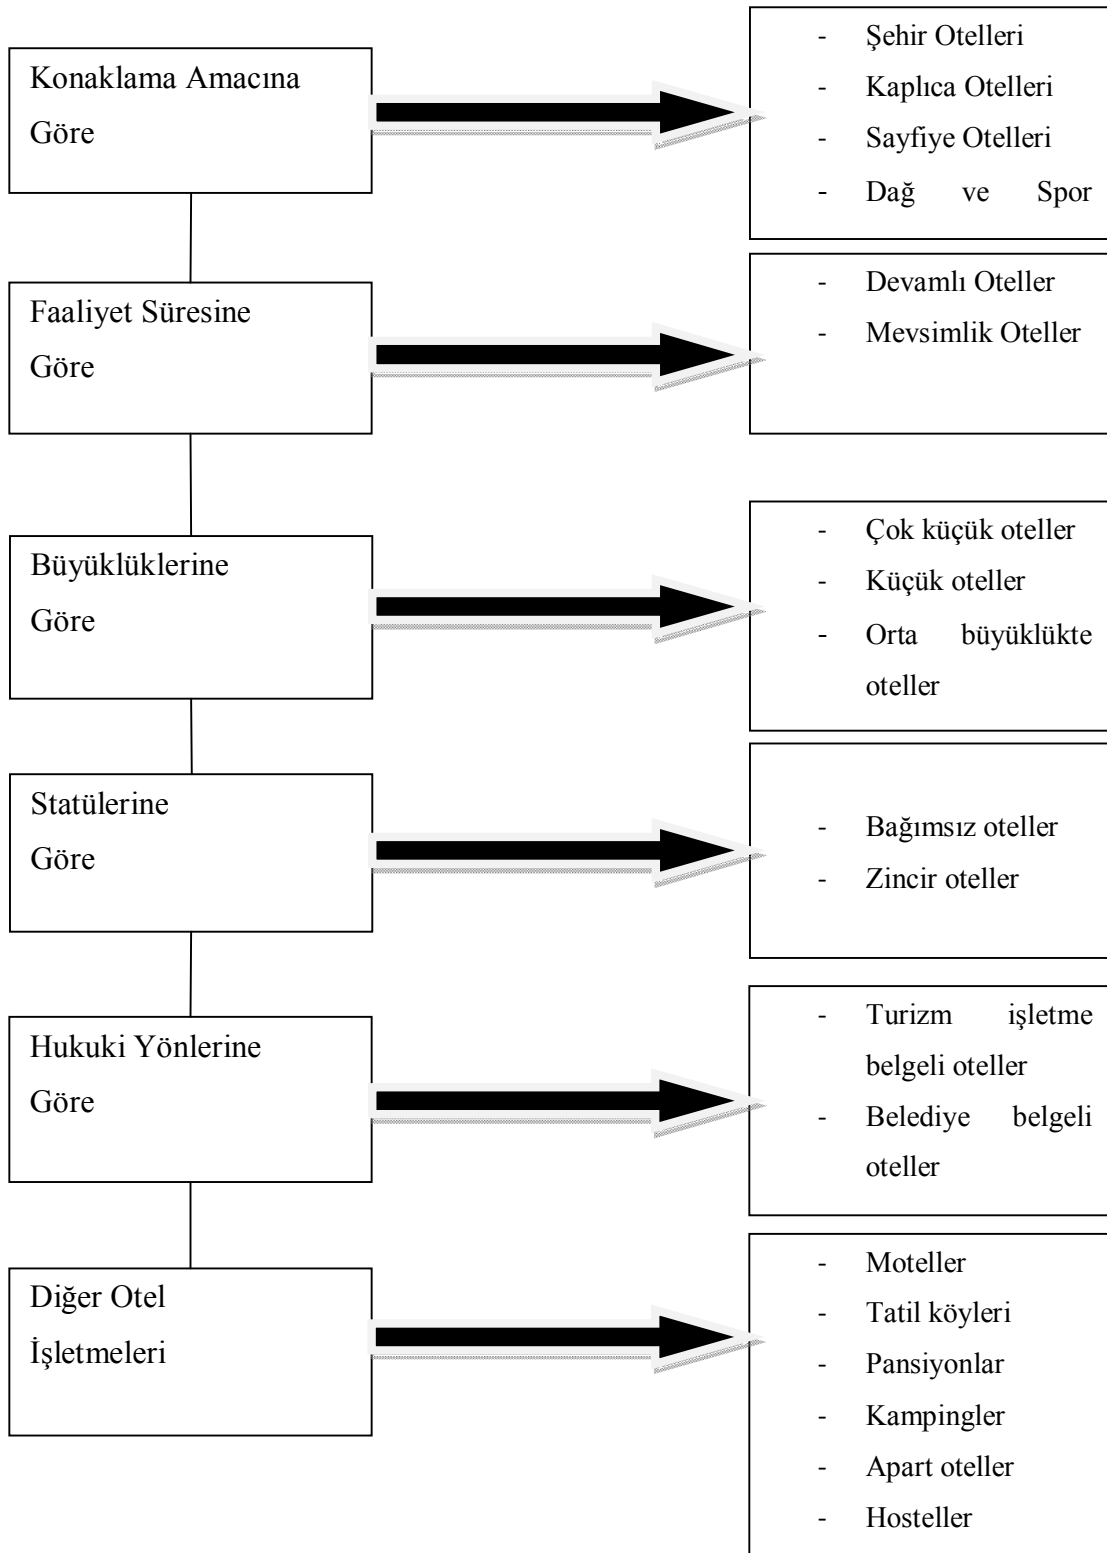 Konaklama Amacına
Göre
- Şehir Otelleri
- Kaplıca Otelleri
- Sayfiye Otelleri
- Dağ ve Spor
Faaliyet Süresine
Göre
- Devamlı Oteller
- Mevsimlik Oteller
Büyüklüklerine
Göre
- Çok küçük oteller
- Küçük oteller
- Orta büyüklükte
oteller
Statülerine
Göre
- Bağımsız oteller
- Zincir oteller
Hukuki Yönlerine
Göre
- Turizm işletme
belgeli oteller
- Belediye belgeli
oteller
Diğer Otel
İşletmeleri
- Moteller
- Tatil köyleri
- Pansiyonlar
- Kampingler
- Apart oteller
- Hosteller